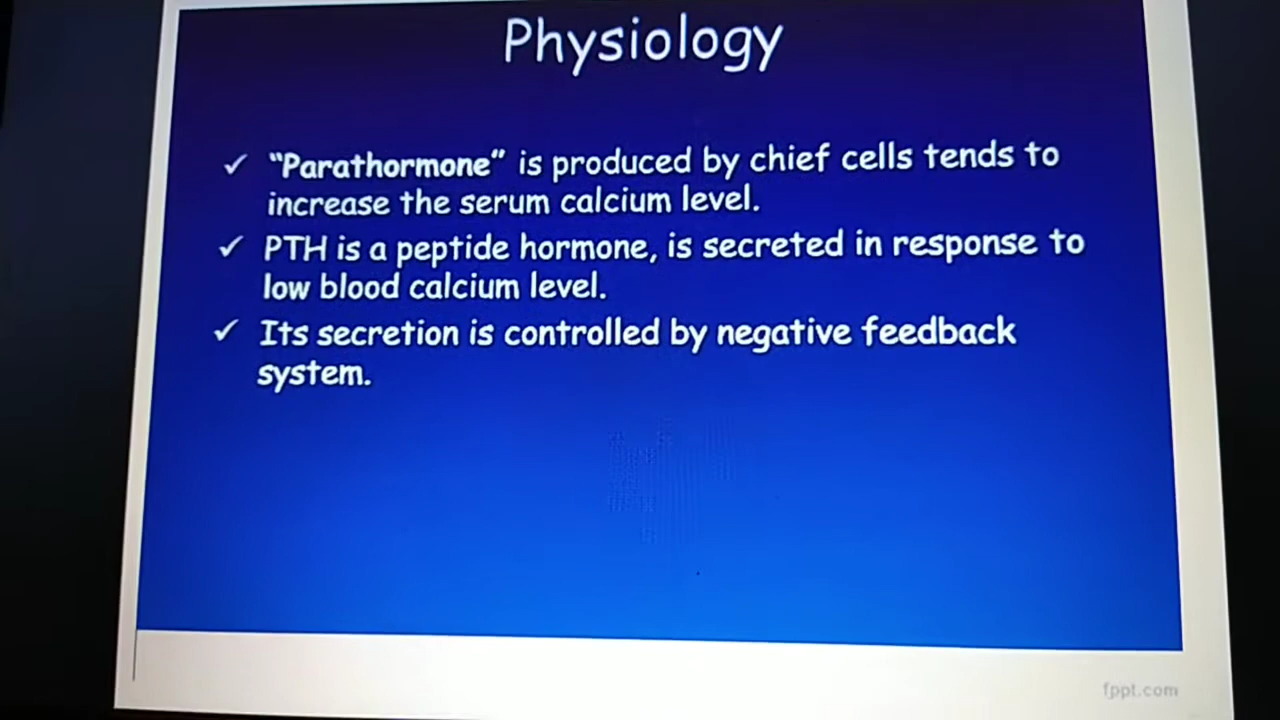 Physiology
✓ “Parathormone” is produced by chief cells tends to
increase the serum calcium level.
✓ PTH is a peptide hormone, is secreted in response to
low blood calcium level.
✓ Its secretion is controlled by negative feedback
system.
fppt.com